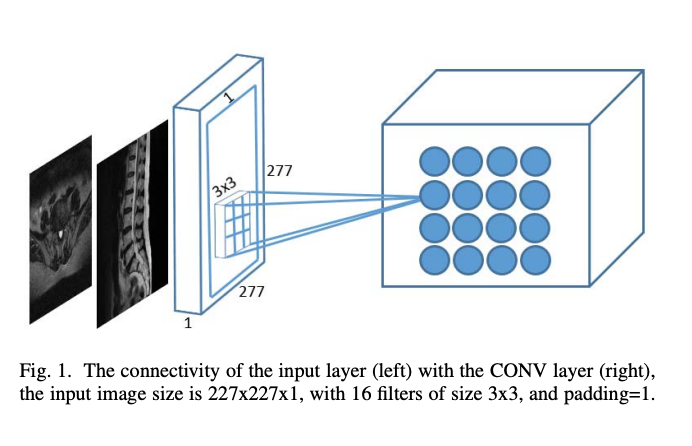 1
277
3x3
277
1
Fig. 1. The connectivity of the input layer (left) with the CONV layer (right),
the input image size is 227x227x1, with 16 filters of size 3x3, and padding=1.